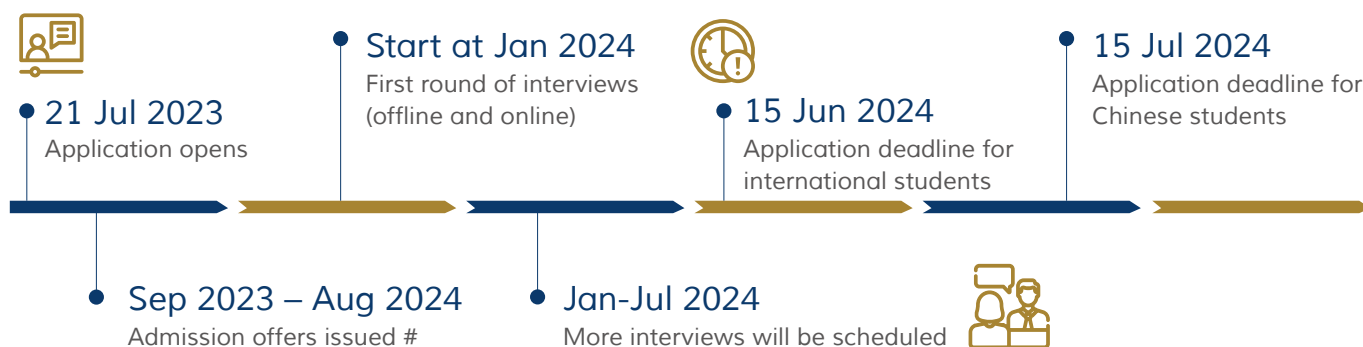 21 Jul 2023
Application opens
Sep 2023 – Aug 2024
Admission offers issued #
Start at Jan 2024
First round of interviews
(offline and online)
Jan-Jul 2024
More interviews will be scheduled
15 Jun 2024
Application deadline for
international students
15 Jul 2024
Application deadline for
Chinese students